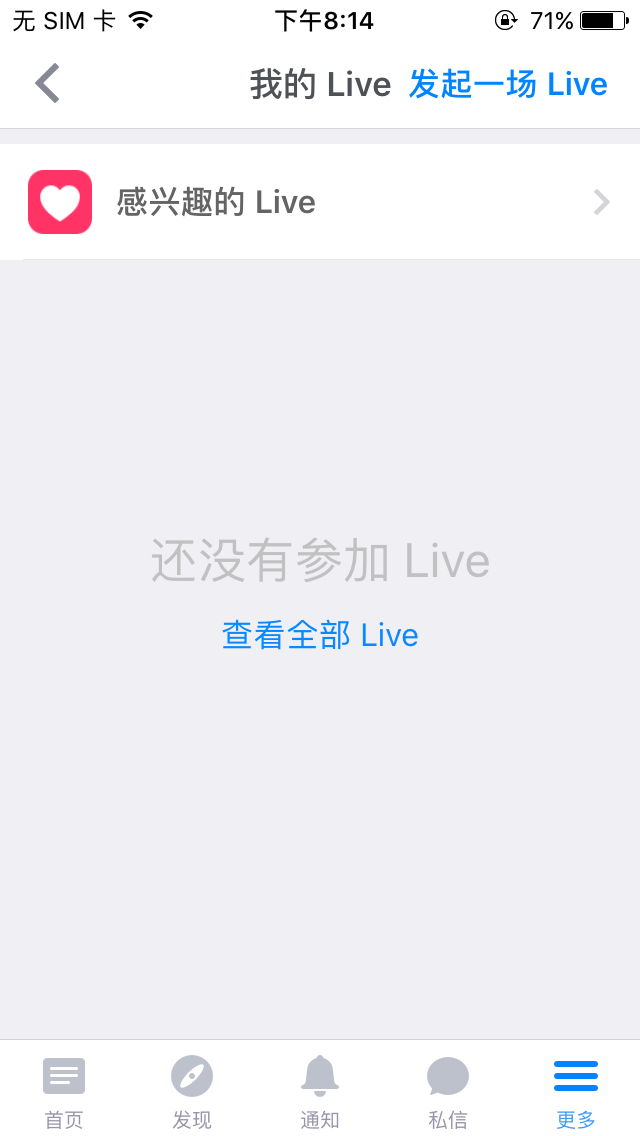 无 SIM 卡 下午8:14 71%
我的 Live 发起一场 Live
感兴趣的 Live
还没有参加 Live
查看全部 Live
首页 发现 通知 私信 更多